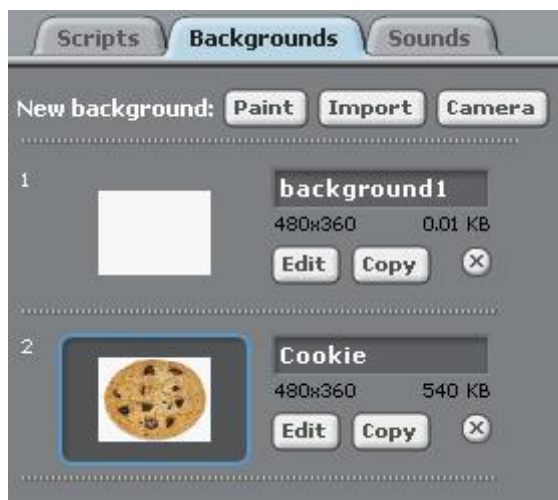 Scripts Backgrounds Sounds
New background: Paint Import Camera
1
background1
480x360 0.01 KB
Edit Copy
2
Cookie
480x360 540 KB
Edit Copy